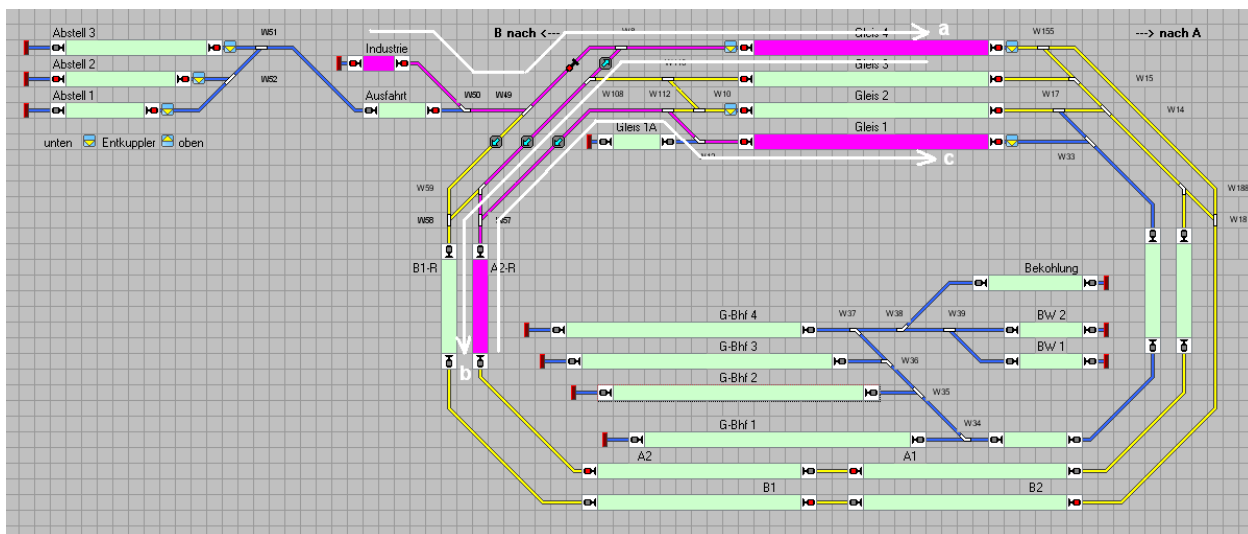 Abstell 3
W51
B nach <---
W8
Gleis 4
a
W155
---> nach A
Industrie
Gleis 3
Abstell 2
W52
W15
Abstell 1
Ausfahrt
W50
W49
W108
W112
W10
Gleis 2
W17
W14
unten
Entkuppler
oben
Gleis 1A
Gleis 1
c
W33
W59
W188
W58
W57
W18
B1-R
A2-R
Bekohlung
G-Bhf 4
W37
W38
W39
BW 2
G-Bhf 3
BW 1
W36
b
G-Bhf 2
W35
G-Bhf 1
W34
A2
A1
B1
B2